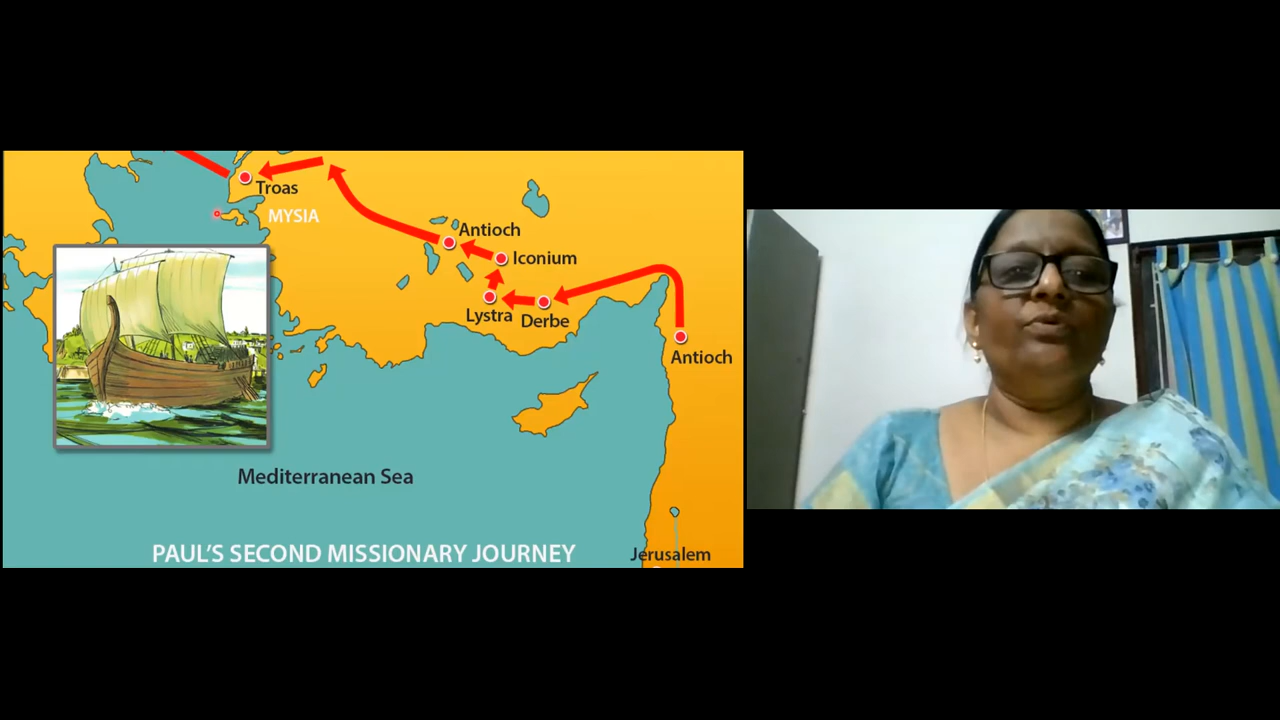 Troas
MYSIA
Antioch
Iconium
Lystra
Derbe
Antioch
Mediterranean Sea
PAUL'S SECOND MISSIONARY JOURNEY
Jerusalem